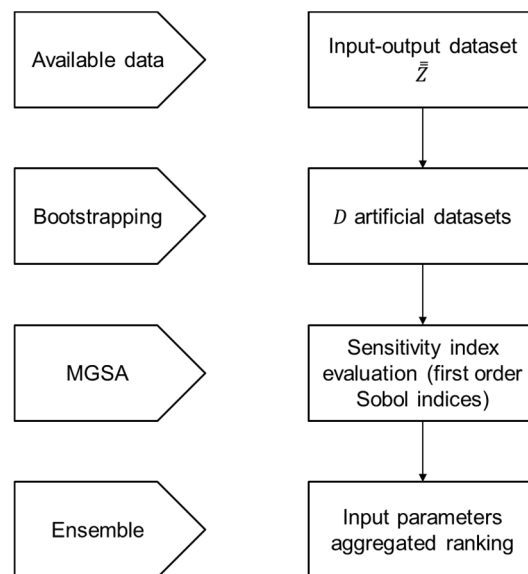 Available data
Input-output dataset
Z̿
Bootstrapping
D artificial datasets
MGSA
Sensitivity index
evaluation (first order
Sobol indices)
Ensemble
Input parameters
aggregated ranking